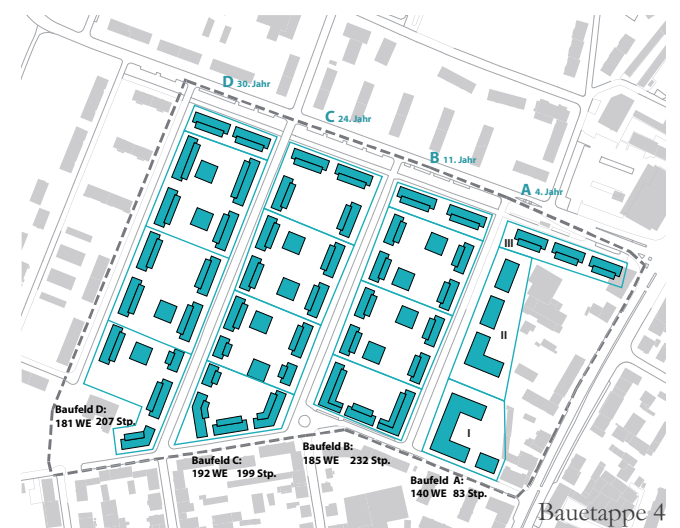 D 30. Jahr
C 24. Jahr
B 11. Jahr
A 4. Jahr
III
II
I
Baufeld D:
181 WE 207 Stp.
Baufeld C:
192 WE 199 Stp.
Baufeld B:
185 WE 232 Stp.
Baufeld A:
140 WE 83 Stp.
Bauetappe 4